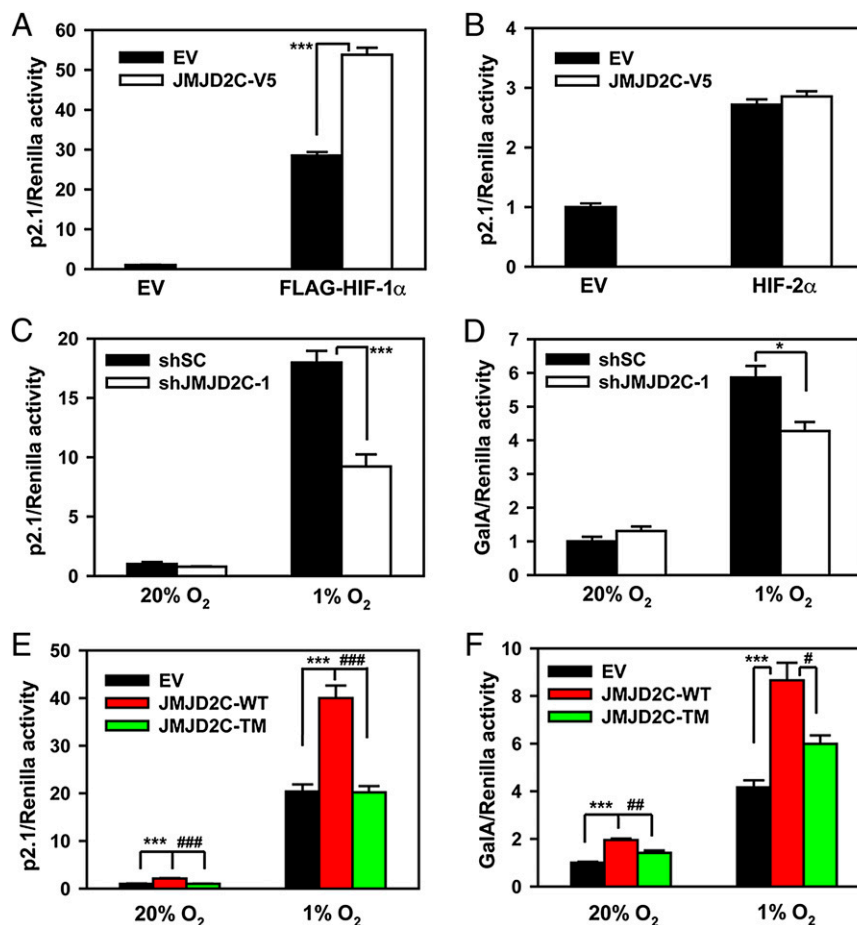 A
p2.1/Renilla activity
60
50
40
30
20
10
0
EV
JMJD2C-V5
***
EV
FLAG-HIF-1α
B
p2.1/Renilla activity
4
3
2
1
0
EV
JMJD2C-V5
EV
HIF-2α
C
p2.1/Renilla activity
20
15
10
5
0
shSC
shJMJD2C-1
***
20% O₂
1% O₂
D
GalA/Renilla activity
7
6
5
4
3
2
1
0
shSC
shJMJD2C-1
*
20% O₂
1% O₂
E
p2.1/Renilla activity
50
40
30
20
10
0
EV
JMJD2C-WT
JMJD2C-TM
*** ###
*** ###
20% O₂
1% O₂
F
GalA/Renilla activity
10
8
6
4
2
0
EV
JMJD2C-WT
JMJD2C-TM
*** #
*** ##
20% O₂
1% O₂